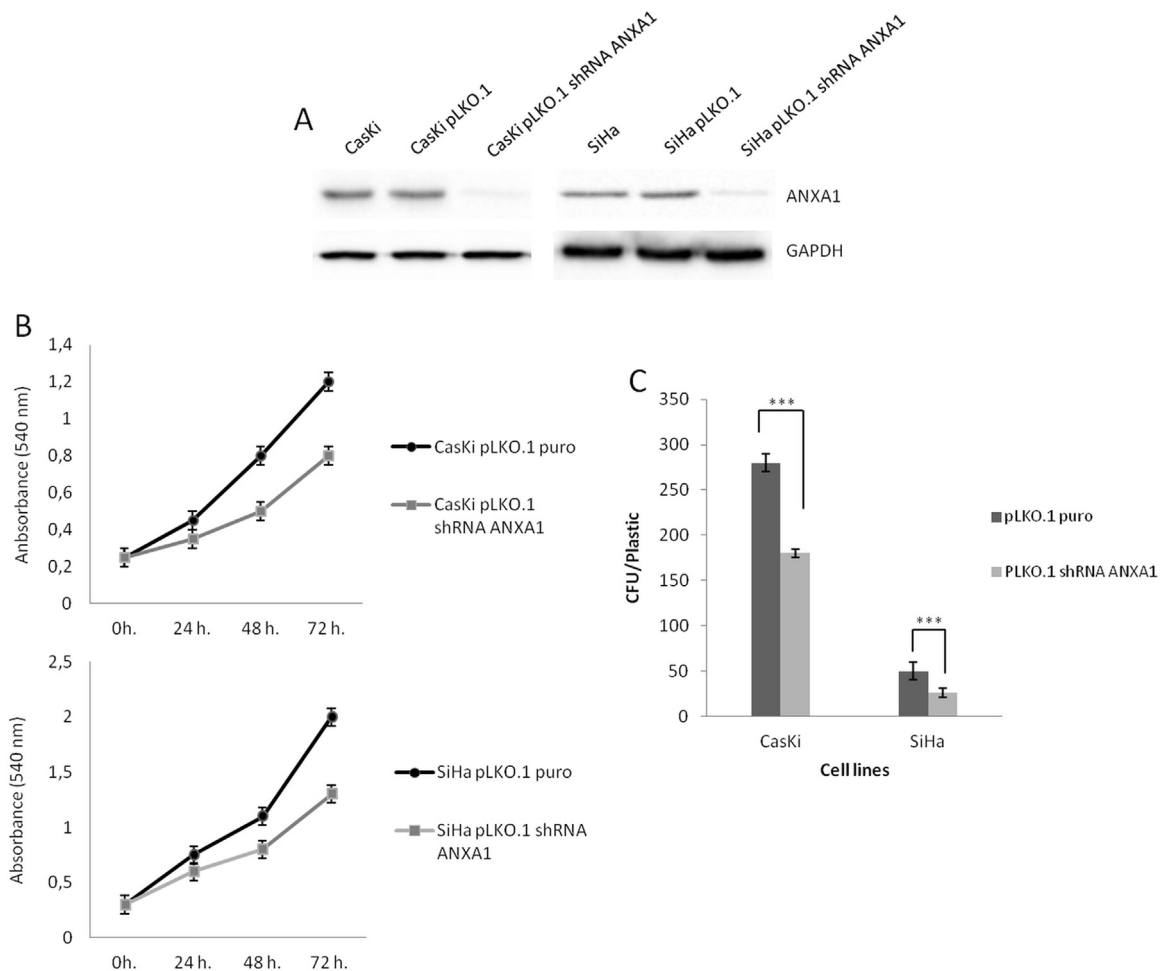 A
CasKi
CasKi pLKO.1
CasKi pLKO.1 shRNA ANXA1
SiHa
SiHa pLKO.1
SiHa pLKO.1 shRNA ANXA1
ANXA1
GAPDH
B
Anbsorbance (540 nm)
1,4
1,2
1
0,8
0,6
0,4
0,2
0
0h.
24 h.
48 h.
72 h.
CasKi pLKO.1 puro
CasKi pLKO.1
shRNA ANXA1
Absorbance (540 nm)
2,5
2
1,5
1
0,5
0
0h.
24 h.
48 h.
72 h.
SiHa pLKO.1 puro
SiHa pLKO.1 shRNA
ANXA1
C
CFU/Plastic
350
300
250
200
150
100
50
0
***
***
CasKi
SiHa
Cell lines
pLKO.1 puro
PLKO.1 shRNA ANXA1